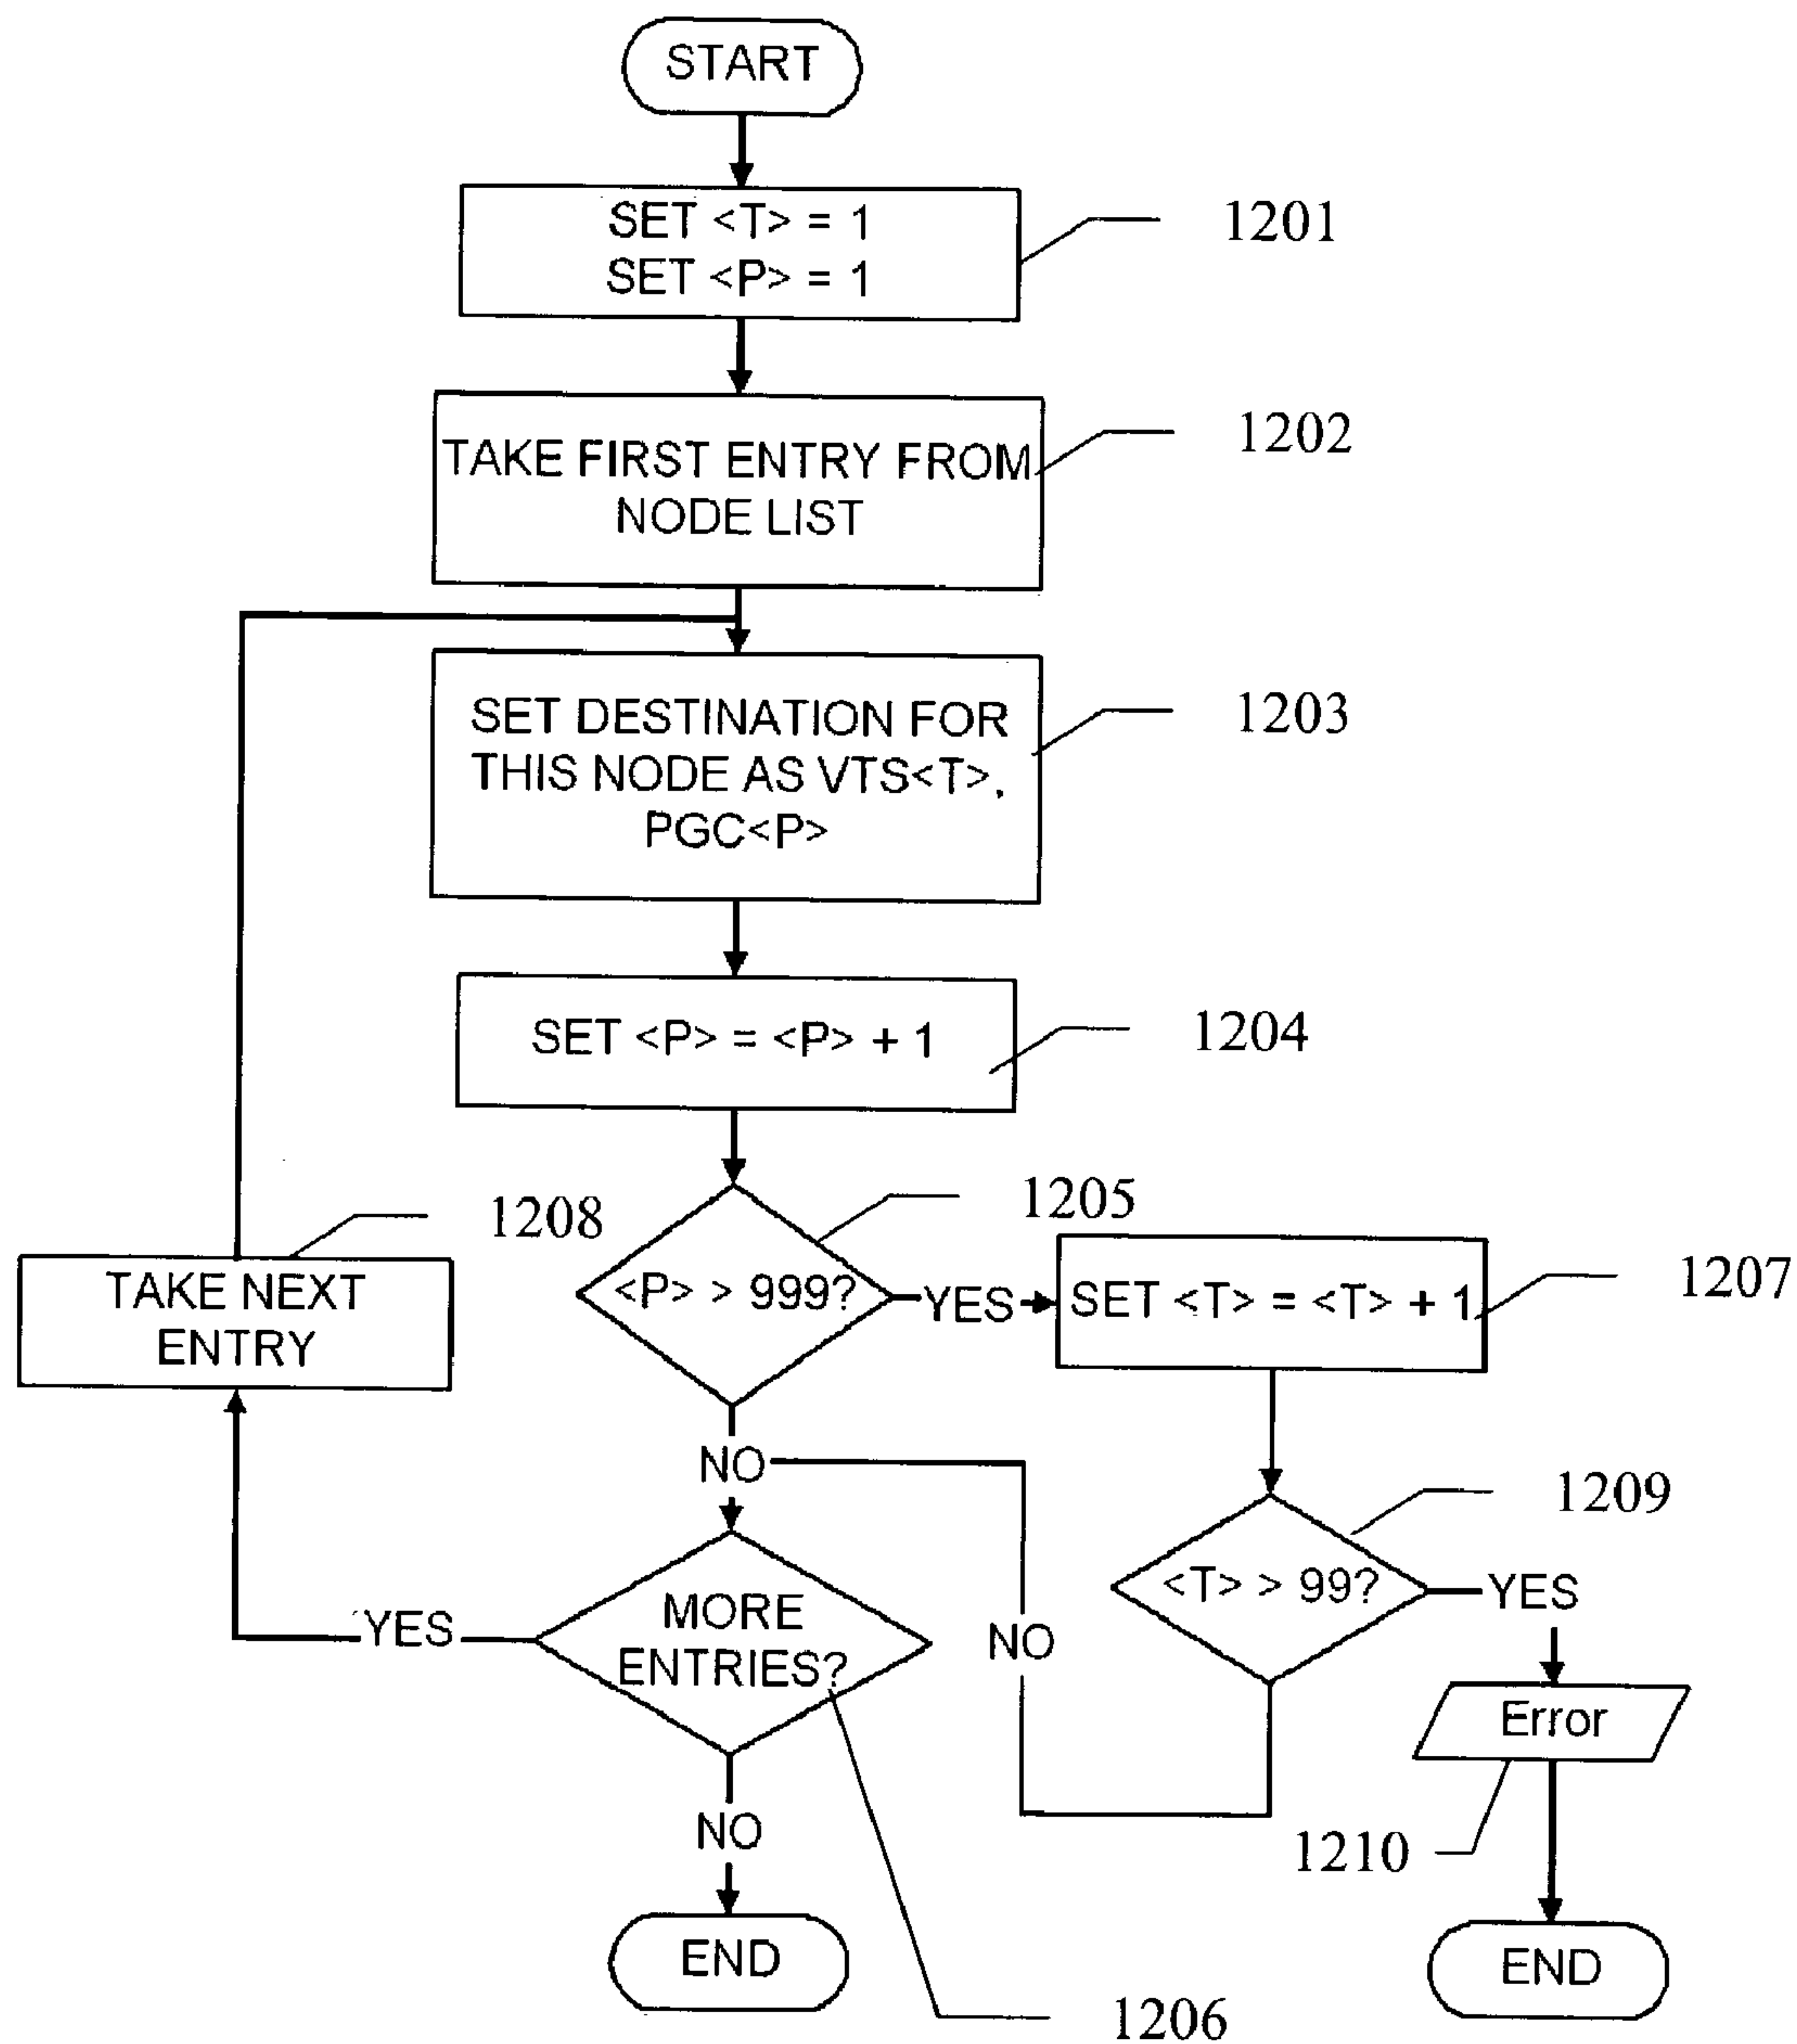 START
SET <T> = 1
SET <P> = 1
1201
TAKE FIRST ENTRY FROM
NODE LIST
1202
SET DESTINATION FOR
THIS NODE AS VTS<T>,
PGC<P>
1203
SET <P> = <P> + 1
1204
1208
TAKE NEXT
ENTRY
<P> > 999?
1205
YES
SET <T> = <T> + 1
1207
NO
1209
<T> > 99?
YES
NO
MORE
ENTRIES?
YES
Error
1210
NO
END
END
1206